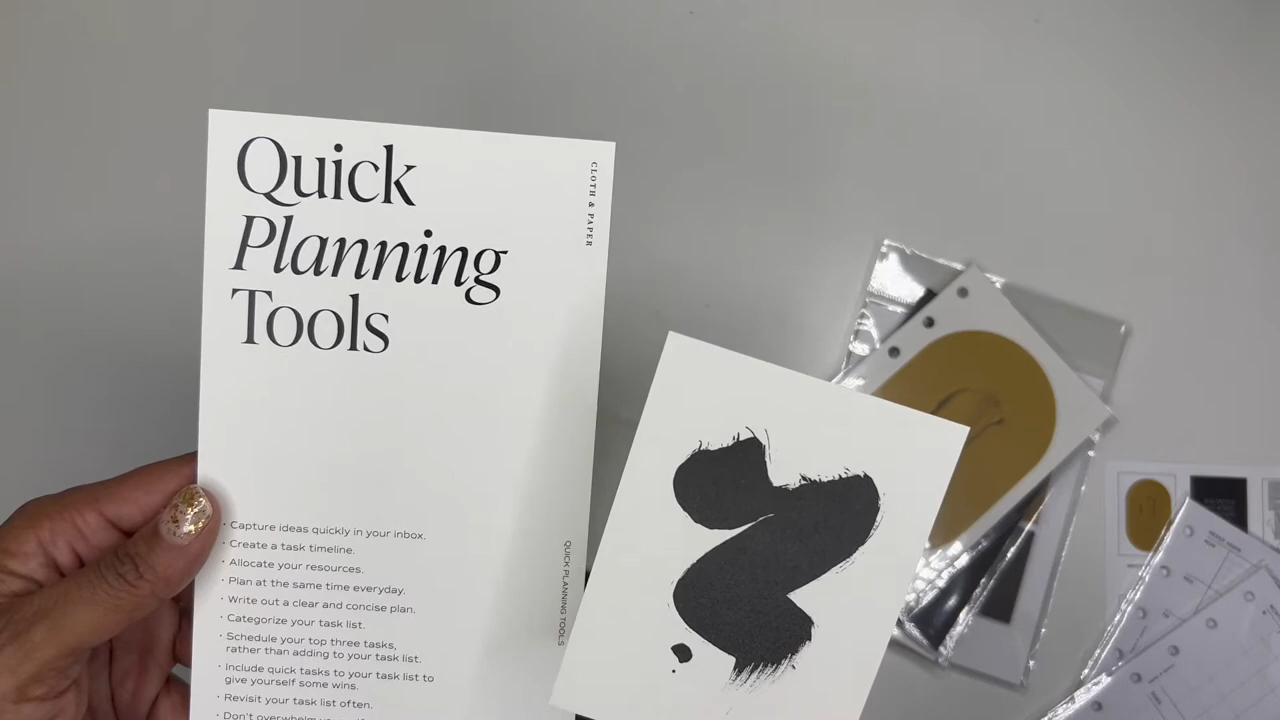 Quick
Planning
Tools
CLOTH & PAPER
• Capture ideas quickly in your inbox.
• Create a task timeline.
• Allocate your resources.
• Plan at the same time everyday.
• Write out a clear and concise plan.
• Categorize your task list.
• Schedule your top three tasks,
rather than adding to your task list.
• Include quick tasks to your task list to
give yourself some wins.
• Revisit your task list often.
• Don't overwhelm
QUICK PLANNING TOOLS